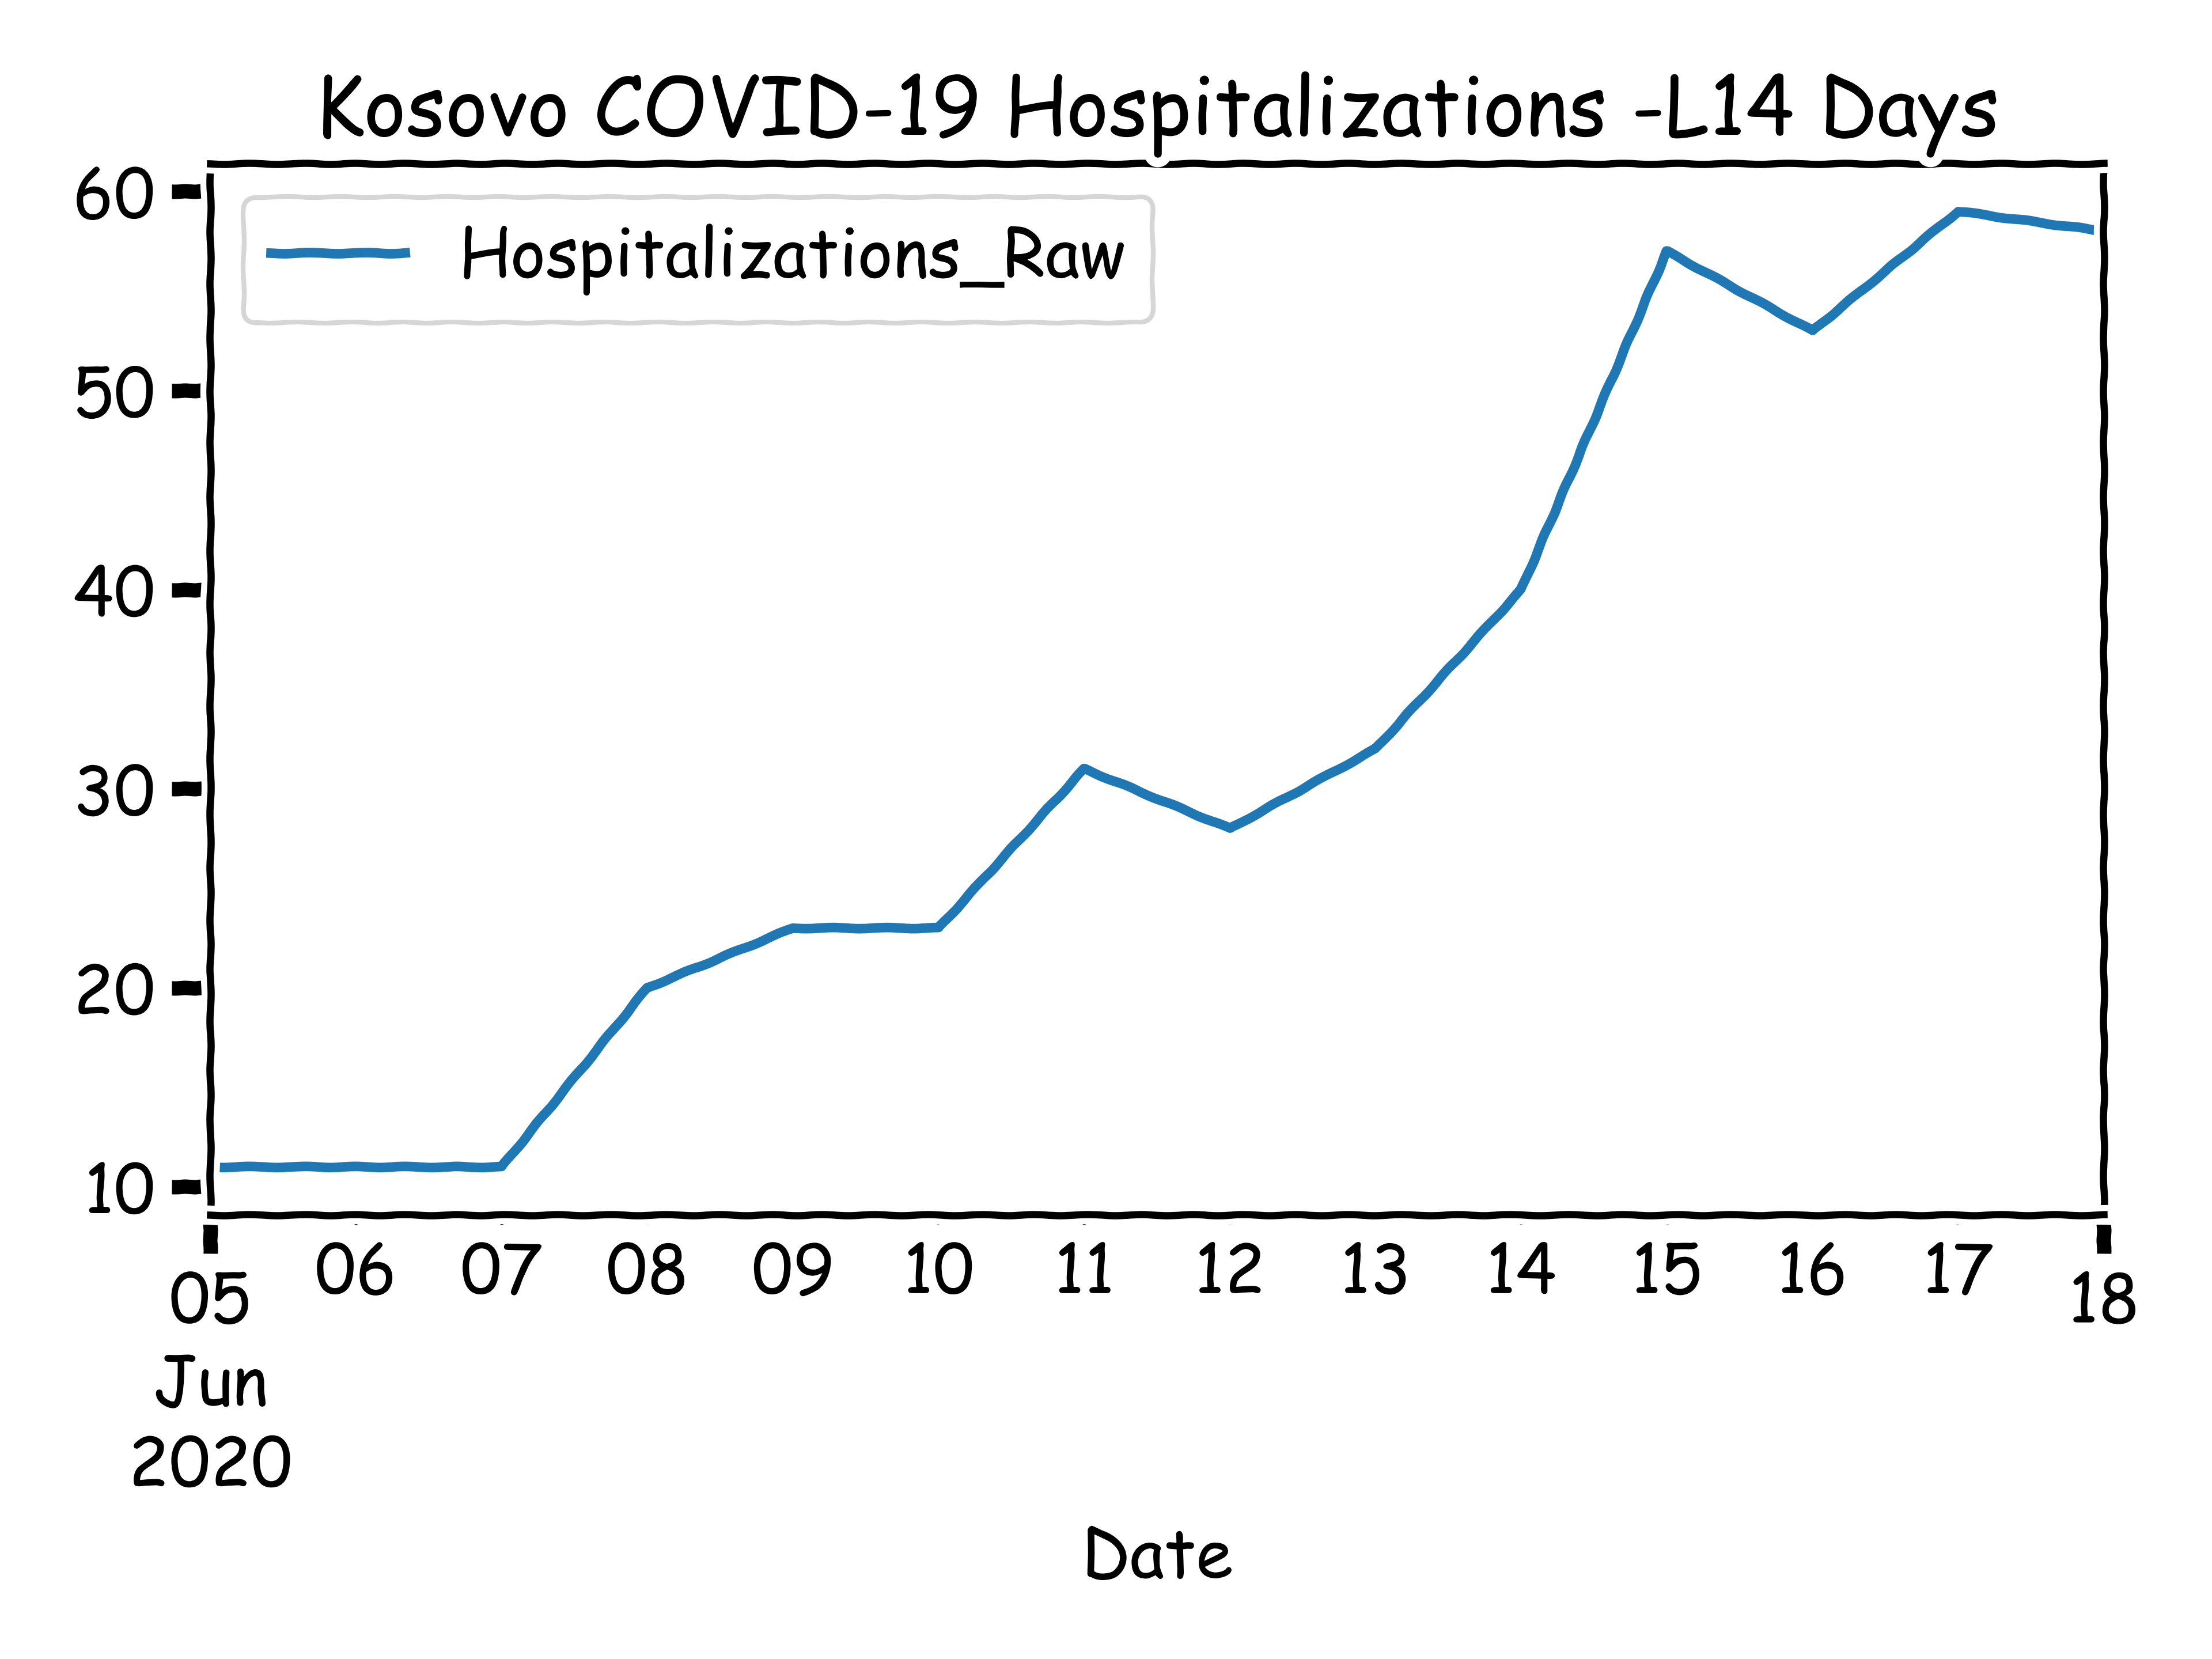 Kosovo COVID-19 Hospitalizations -L14 Days
Hospitalizations_Raw
60
50
40
30
20
10
05 06 07 08 09 10 11 12 13 14 15 16 17 18
Jun
2020
Date